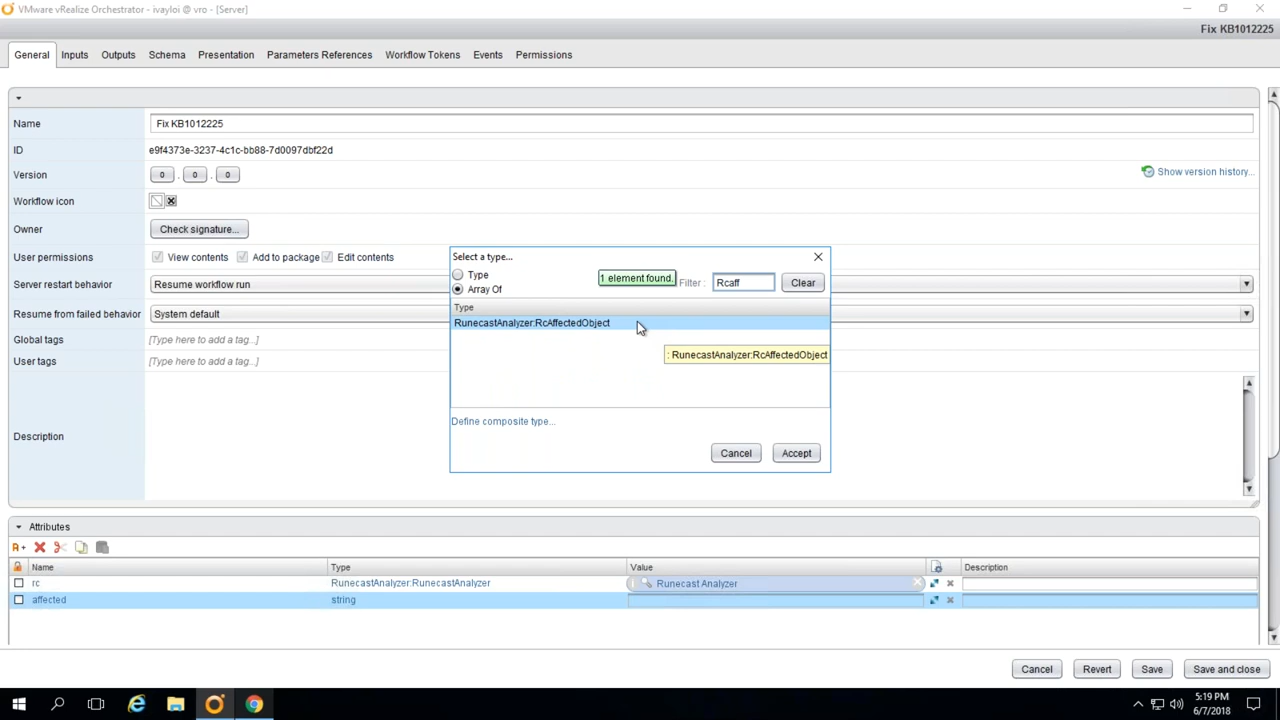 VMware vRealize Orchestrator - ivayloi @ vro - [Server]
Fix KB1012225
General Inputs Outputs Schema Presentation Parameters References Workflow Tokens Events Permissions
Name Fix KB1012225
ID e9f4373e-3237-4c1c-bb88-7d0097dbf22d
Version 0 . 0 . 0 Show version history...
Workflow icon
Owner Check signature...
User permissions View contents Add to package Edit contents
Server restart behavior Resume workflow run
Resume from failed behavior System default
Global tags [Type here to add a tag...]
User tags [Type here to add a tag...]
Description
Select a type...
Type
Array Of
1 element found. Filter : Rcaff Clear
Type
RunecastAnalyzer:RcAffectedObject
: RunecastAnalyzer:RcAffectedObject
Define composite type...
Cancel Accept
Attributes
Name Type Value Description
rc RunecastAnalyzer:RunecastAnalyzer i Runecast Analyzer
affected string
Cancel Revert Save Save and close
5:19 PM
6/7/2018